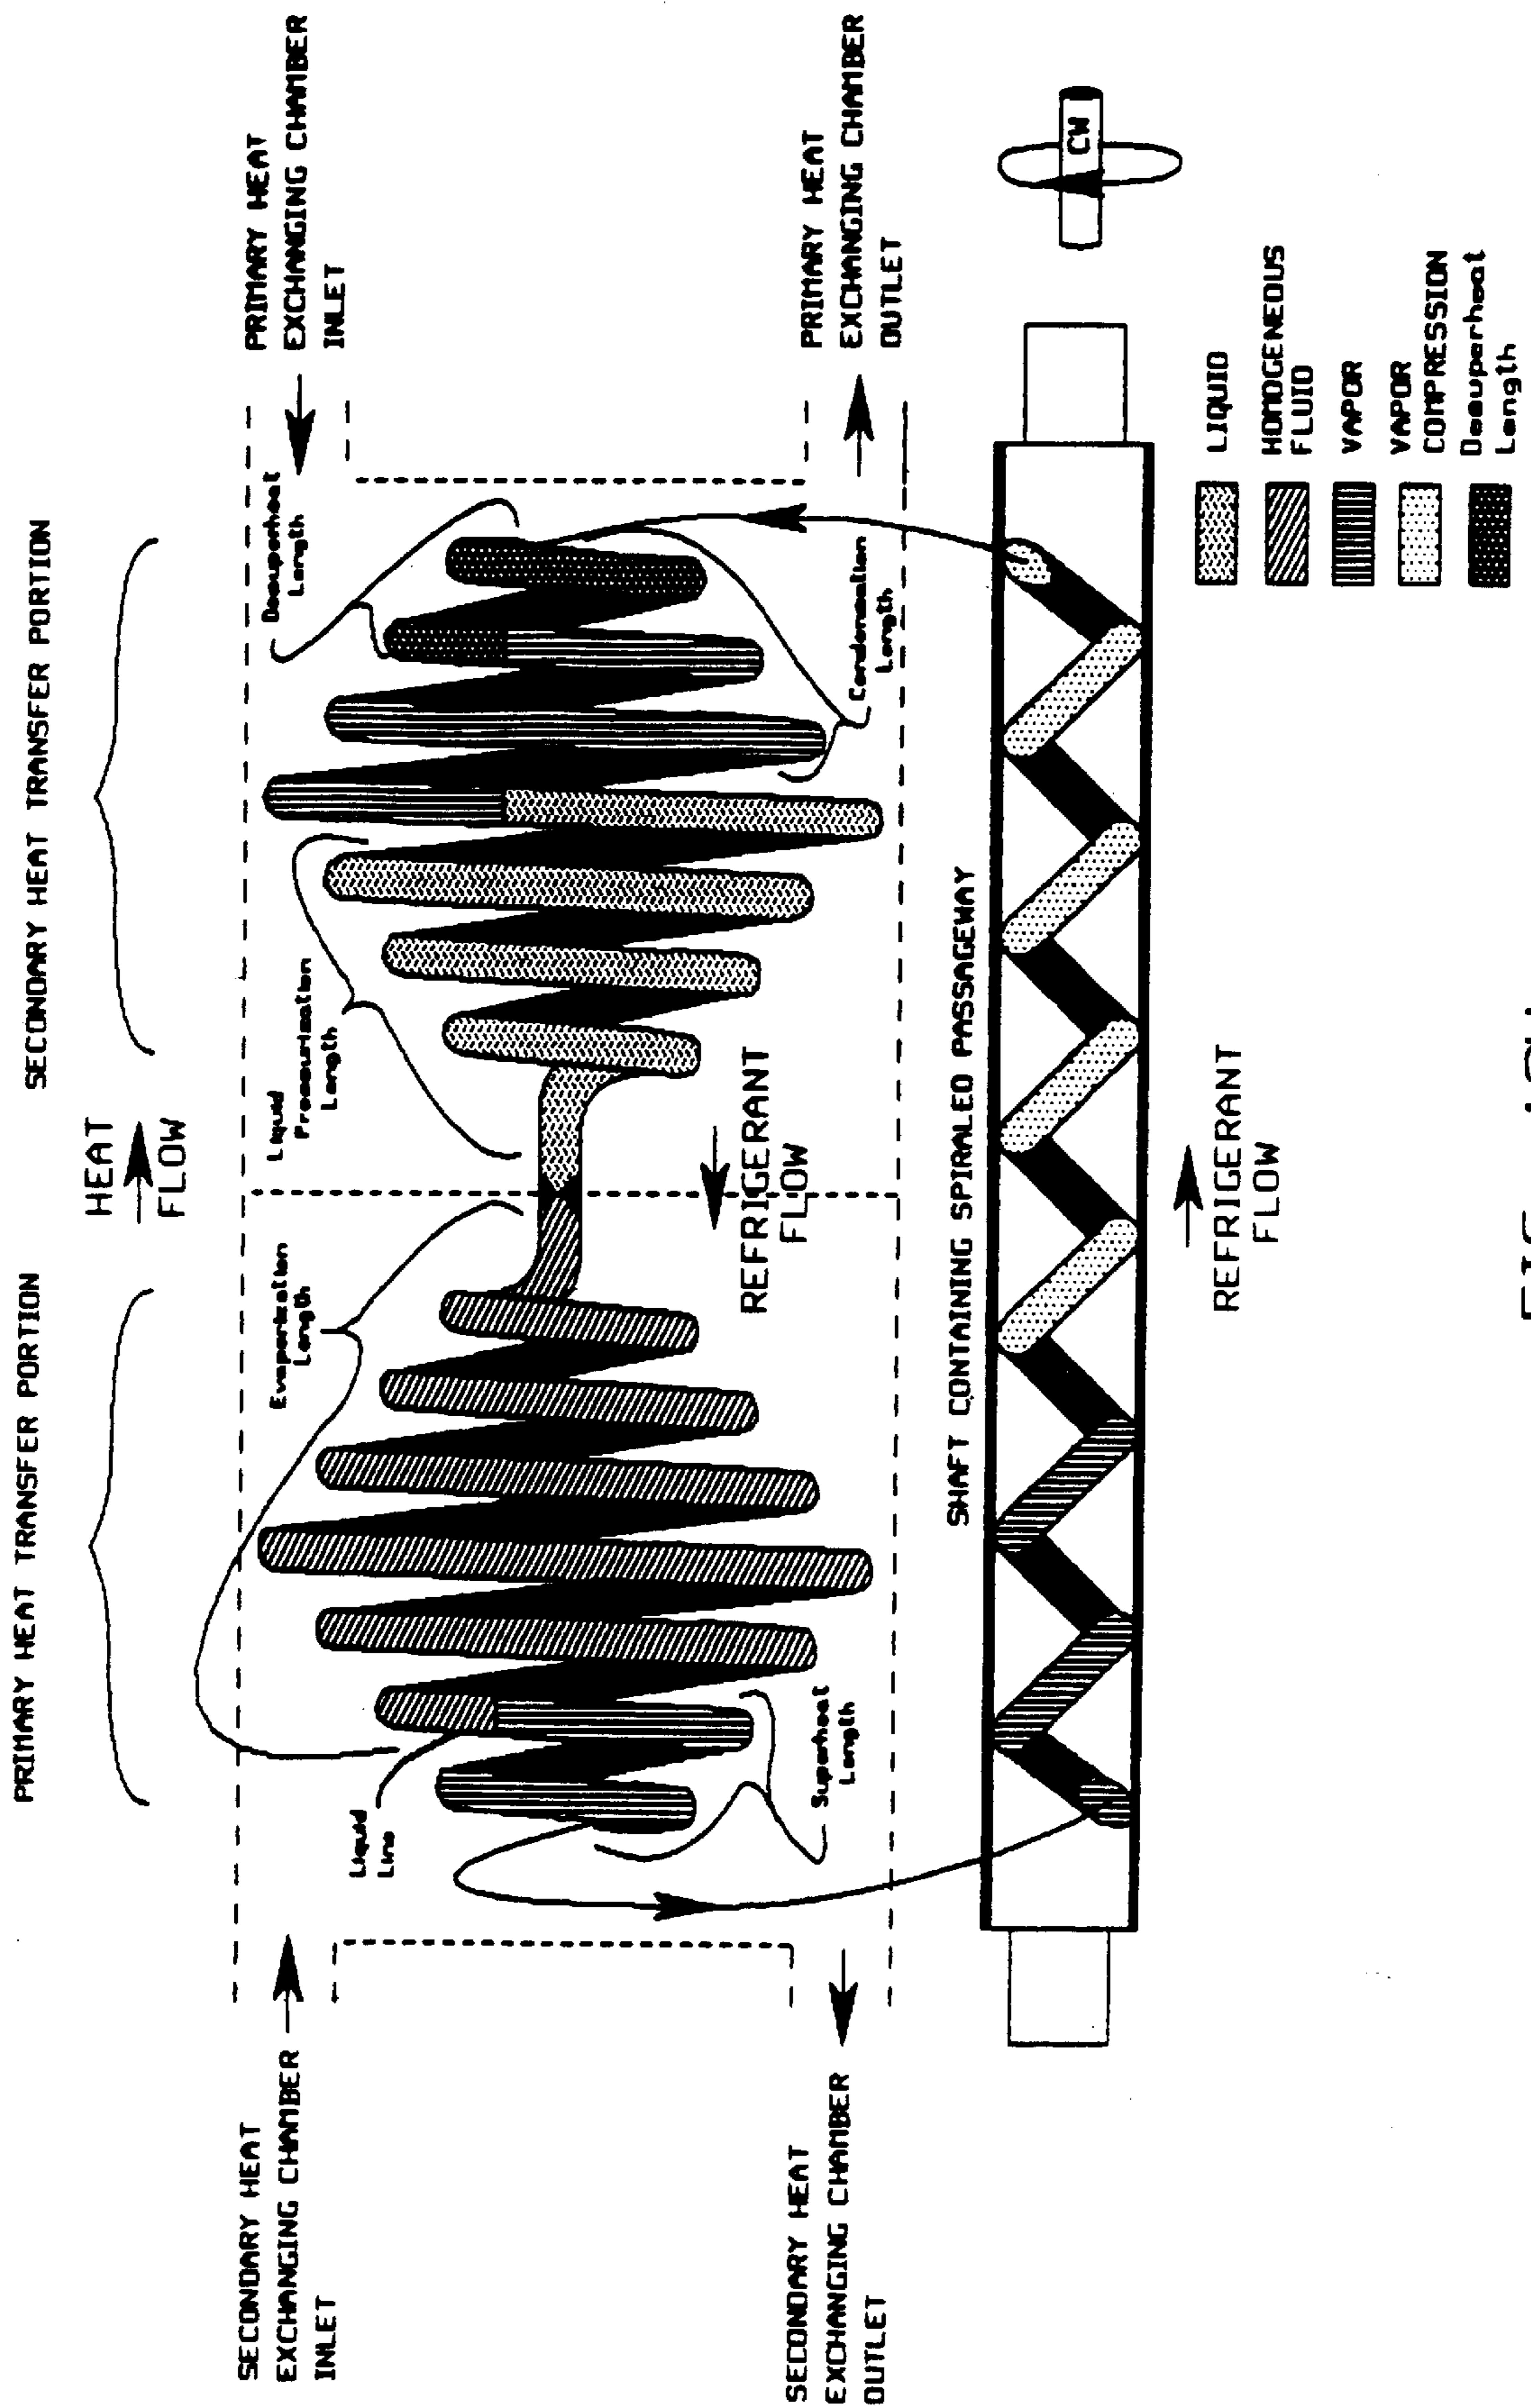 SECONDARY HEAT TRANSFER PORTION
PRIMARY HEAT TRANSFER PORTION
HEAT
FLOW
SECONDARY HEAT
EXCHANGING CHAMBER
INLET
PRIMARY HEAT
EXCHANGING CHAMBER
INLET
Liquid
Line
Evaporization
Length
Liquid
Pressurization
Length
Desuperheat
Length
Superheat
Length
Condensation
Length
REFRIGERANT
FLOW
SECONDARY HEAT
EXCHANGING CHAMBER
OUTLET
PRIMARY HEAT
EXCHANGING CHAMBER
OUTLET
SHAFT CONTAINING SPIRALED PASSAGEWAY
CW
REFRIGERANT
FLOW
LIQUID
HOMOGENEOUS
FLUID
VAPOR
VAPOR
COMPRESSION
Desuperheat
Length